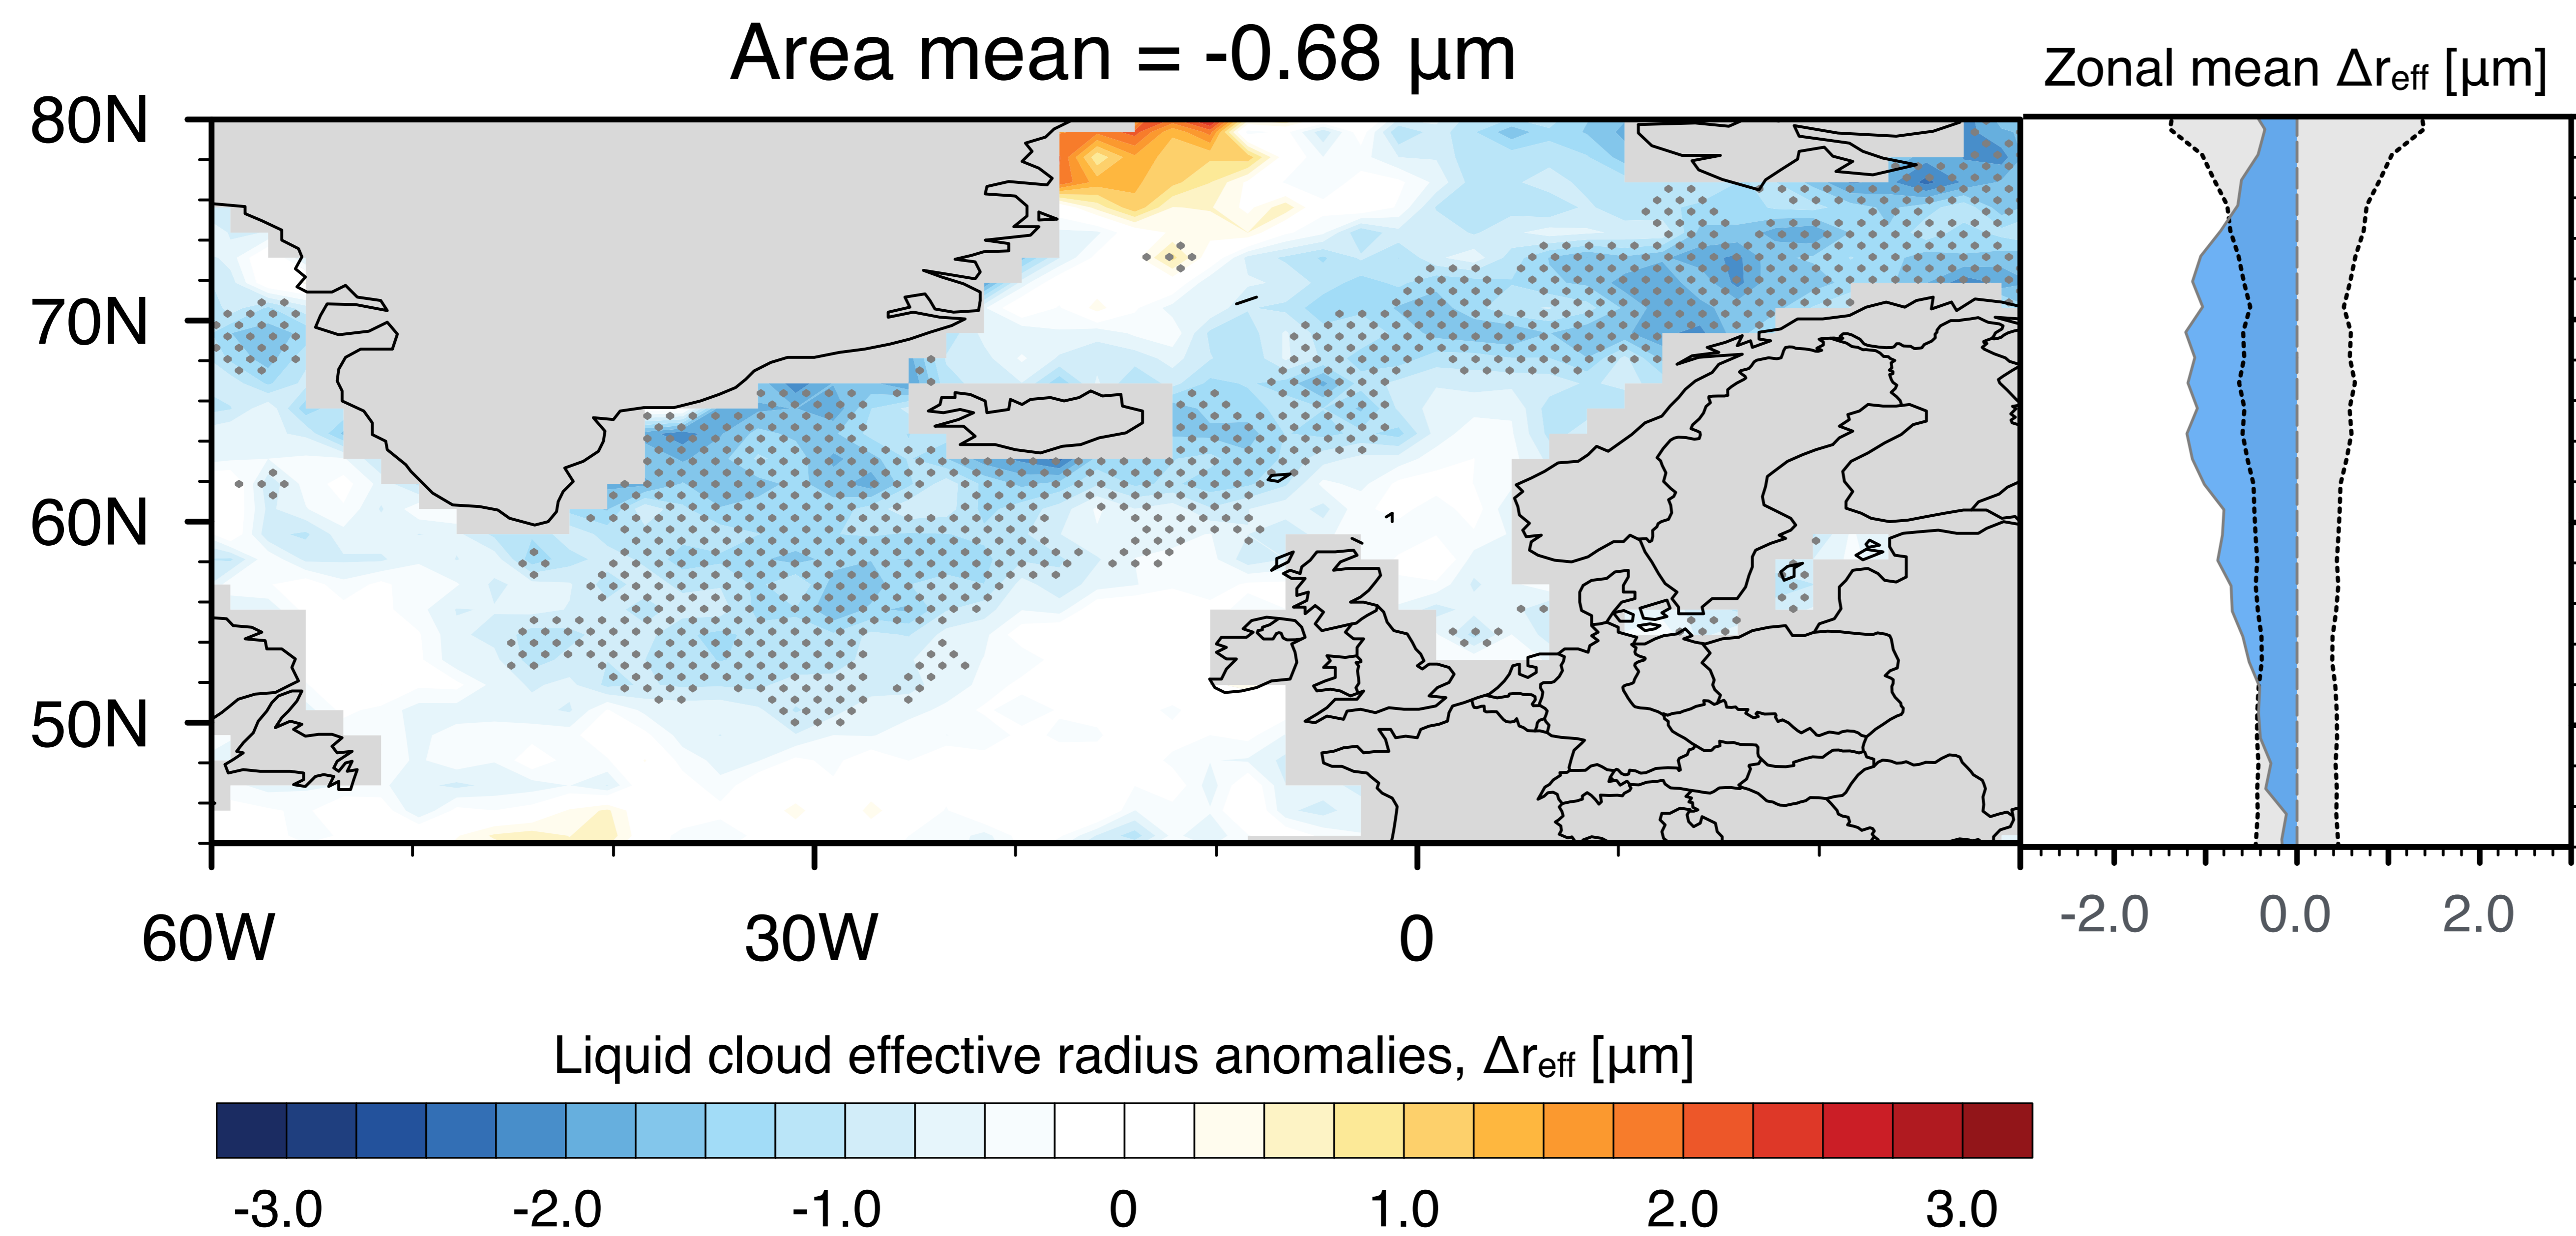 Area mean = -0.68 µm
Zonal mean Δreff [µm]
80N
70N
60N
50N
60W 30W 0
-2.0 0.0 2.0
Liquid cloud effective radius anomalies, Δreff [µm]
-3.0 -2.0 -1.0 0 1.0 2.0 3.0